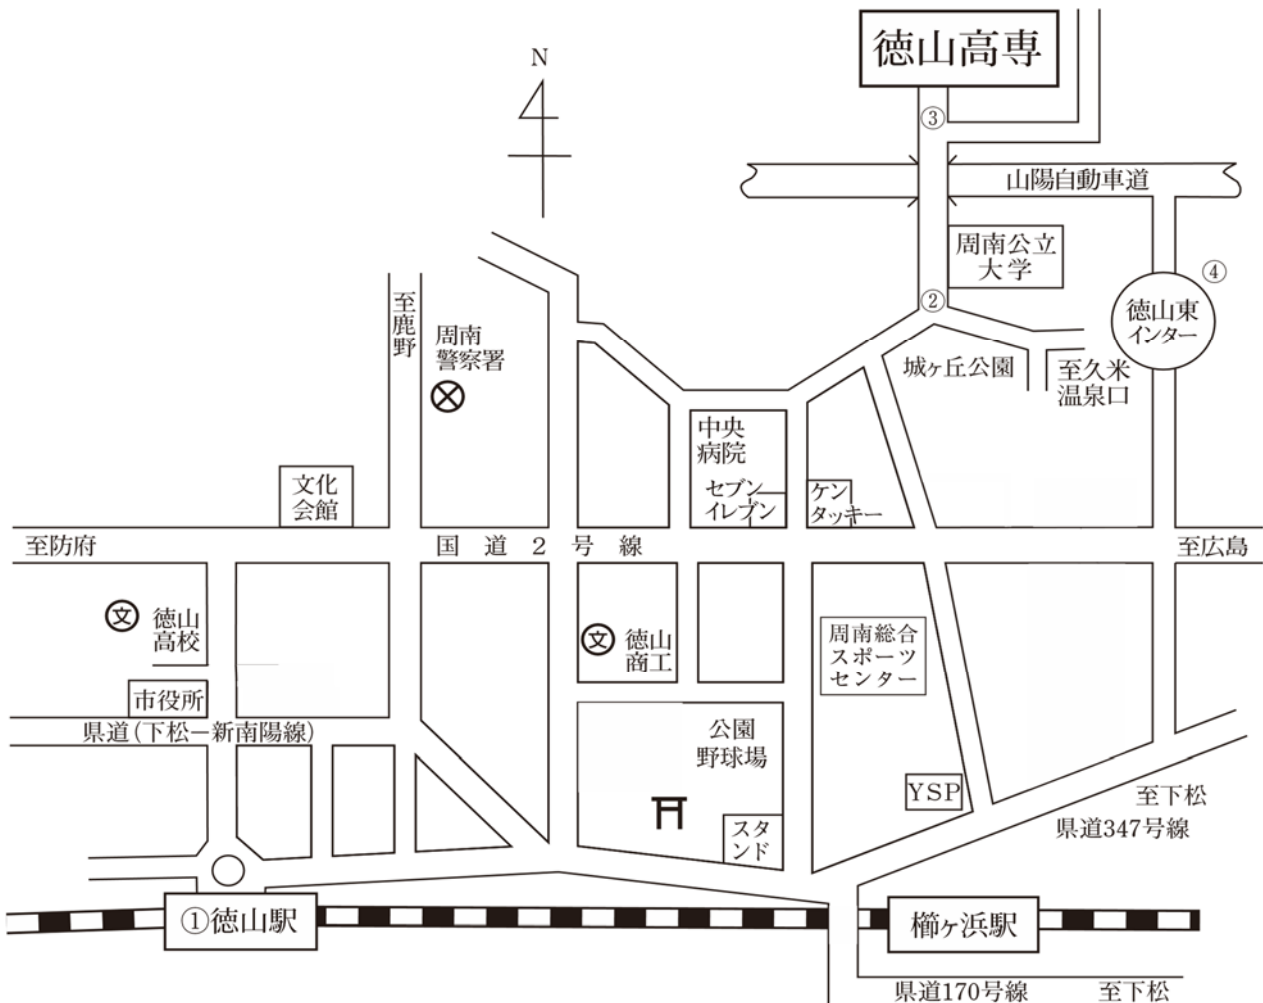 徳山高専
N
③
山陽自動車道
周南公立
大学
④
②
徳山東
インター
至鹿野
周南
警察署
城ヶ丘公園
至久米
温泉口
中央
病院
セブン
イレブン
ケン
タッキー
文化
会館
至防府
国道2号線
至広島
文
徳山
高校
文
徳山
商工
周南総合
スポーツ
センター
市役所
県道(下松－新南陽線)
公園
野球場
YSP
スタ
ンド
至下松
県道347号線
①徳山駅
櫛ヶ浜駅
県道170号線
至下松